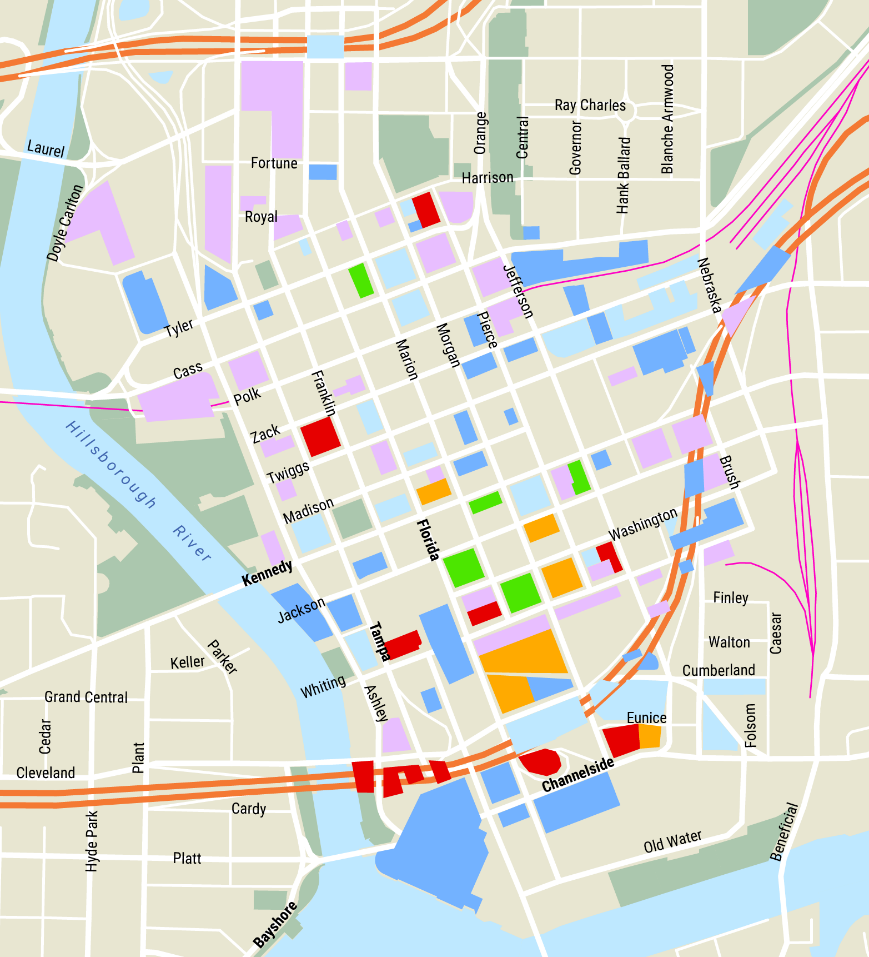 Ray Charles
Blanche Armwood
Orange
Central
Governor
Hank Ballard
Laurel
Fortune
Harrison
Doyle Carlton
Royal
Jefferson
Nebraska
Tyler
Pierce
Morgan
Marion
Cass
Polk
Franklin
Zack
Twiggs
Brush
Hillsborough River
Madison
Florida
Washington
Kennedy
Jackson
Finley
Caesar
Tampa
Walton
Parker
Keller
Cumberland
Whiting
Grand Central
Ashley
Cedar
Eunice
Folsom
Plant
Cleveland
Channelside
Cardy
Hyde Park
Old Water
Beneficial
Platt
Bayshore